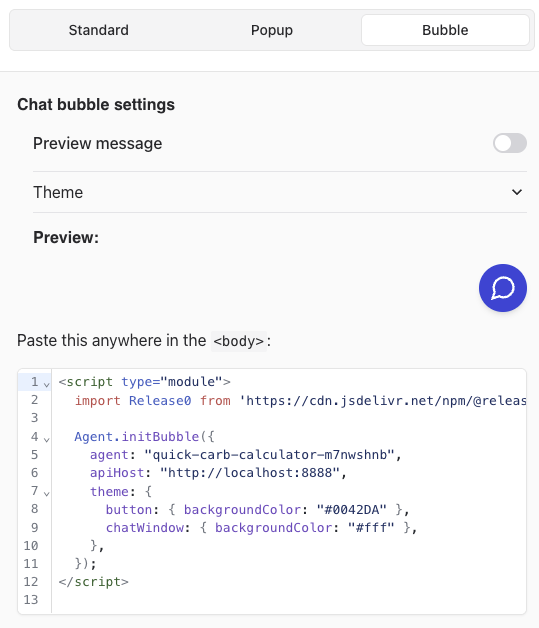 Standard
Popup
Bubble
Chat bubble settings
Preview message
Theme
Preview:
Paste this anywhere in the <body>:
1 <script type="module">
2 import Release0 from 'https://cdn.jsdelivr.net/npm/@releas
3
4 Agent.initBubble({
5 agent: "quick-carb-calculator-m7nwshnb",
6 apiHost: "http://localhost:8888",
7 theme: {
8 button: { backgroundColor: "#0042DA" },
9 chatWindow: { backgroundColor: "#fff" },
10 },
11 });
12 </script>
13